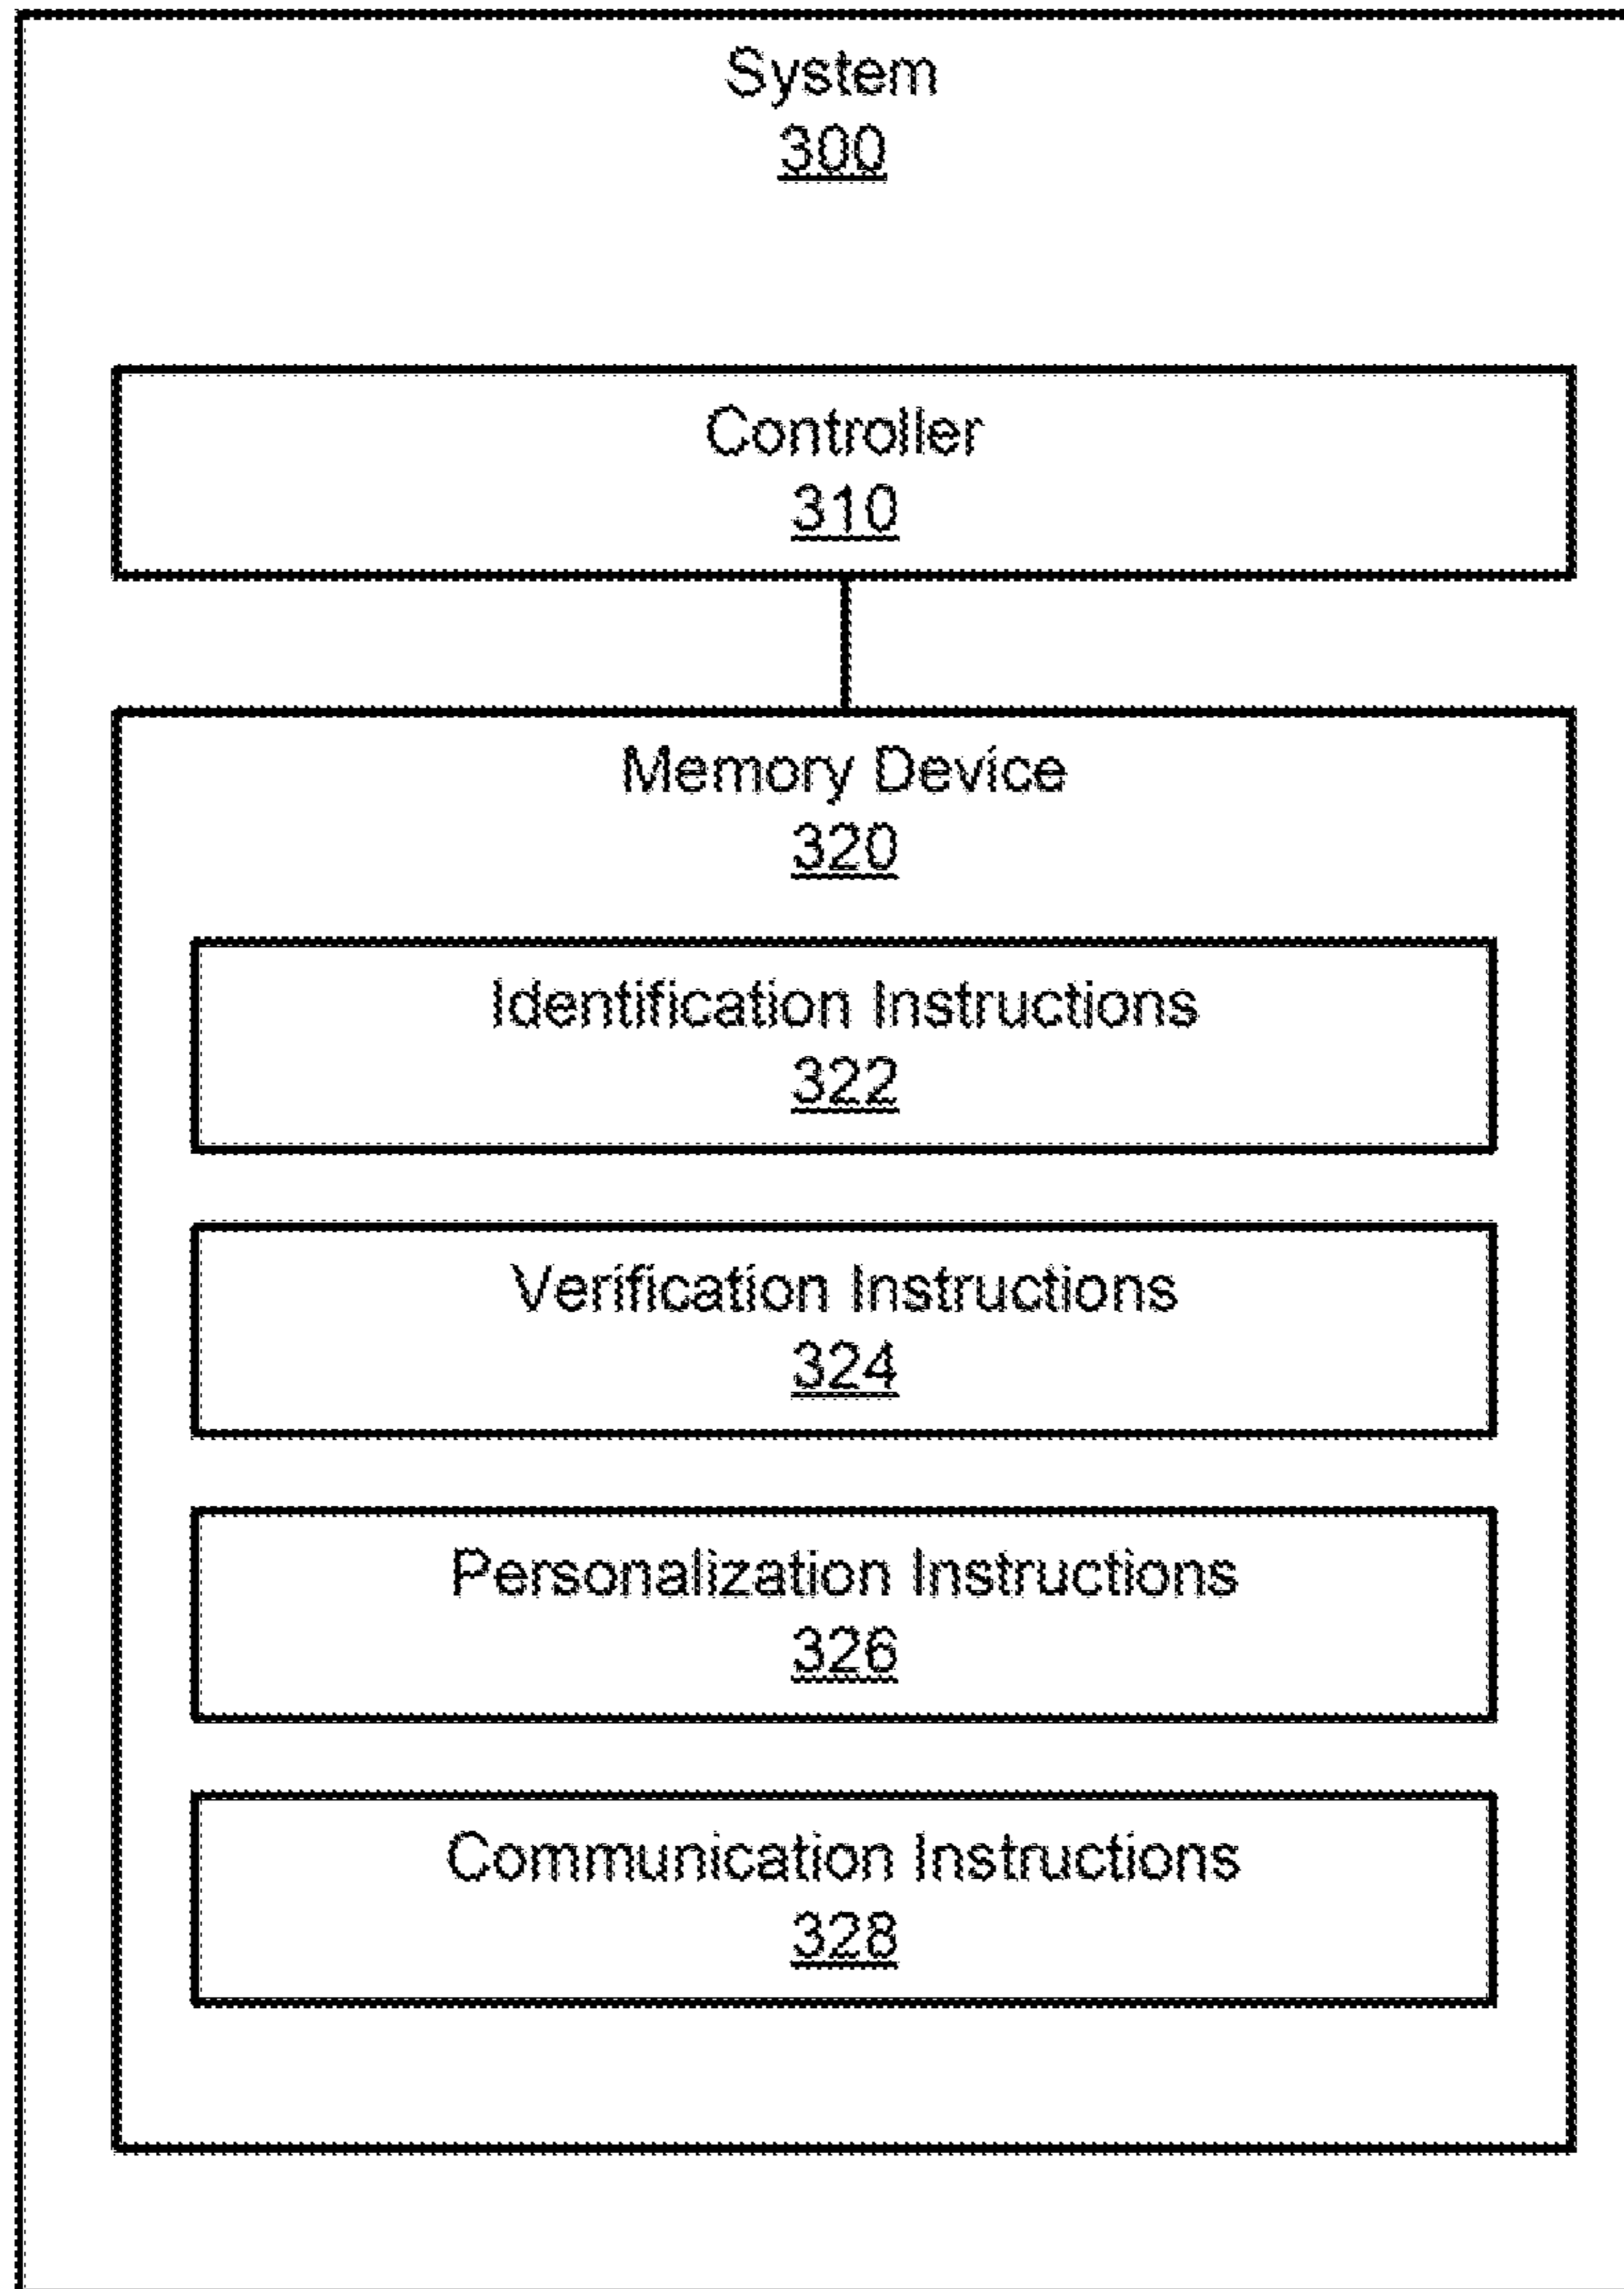 System
300
Controller
310
Memory Device
320
Identification Instructions
322
Verification Instructions
324
Personalization Instructions
326
Communication Instructions
328